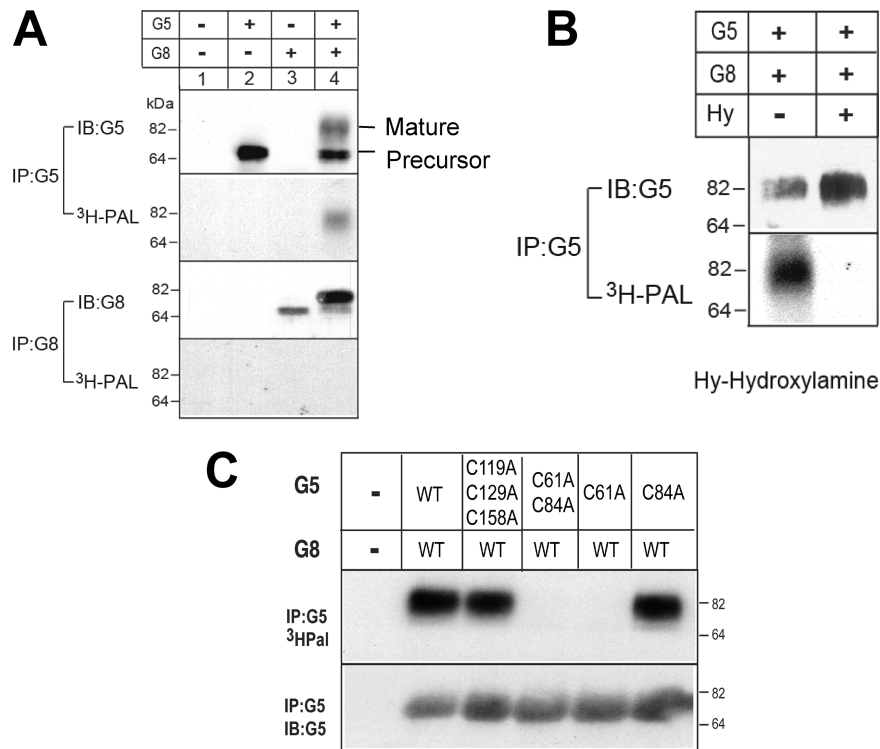 A
G5 - + - +
G8 - - + +
1 2 3 4
kDa
IP:G5
IB:G5
82
64
Mature
Precursor
³H-PAL
82
64
IP:G8
IB:G8
82
64
³H-PAL
82
64
B
G5 + +
G8 + +
Hy - +
IP:G5
IB:G5
82
64
³H-PAL
82
64
Hy-Hydroxylamine
C
G5 - WT C119A C129A C158A C61A C84A C61A C84A
G8 - WT WT WT WT WT
IP:G5
³HPal
82
64
IP:G5
IB:G5
82
64